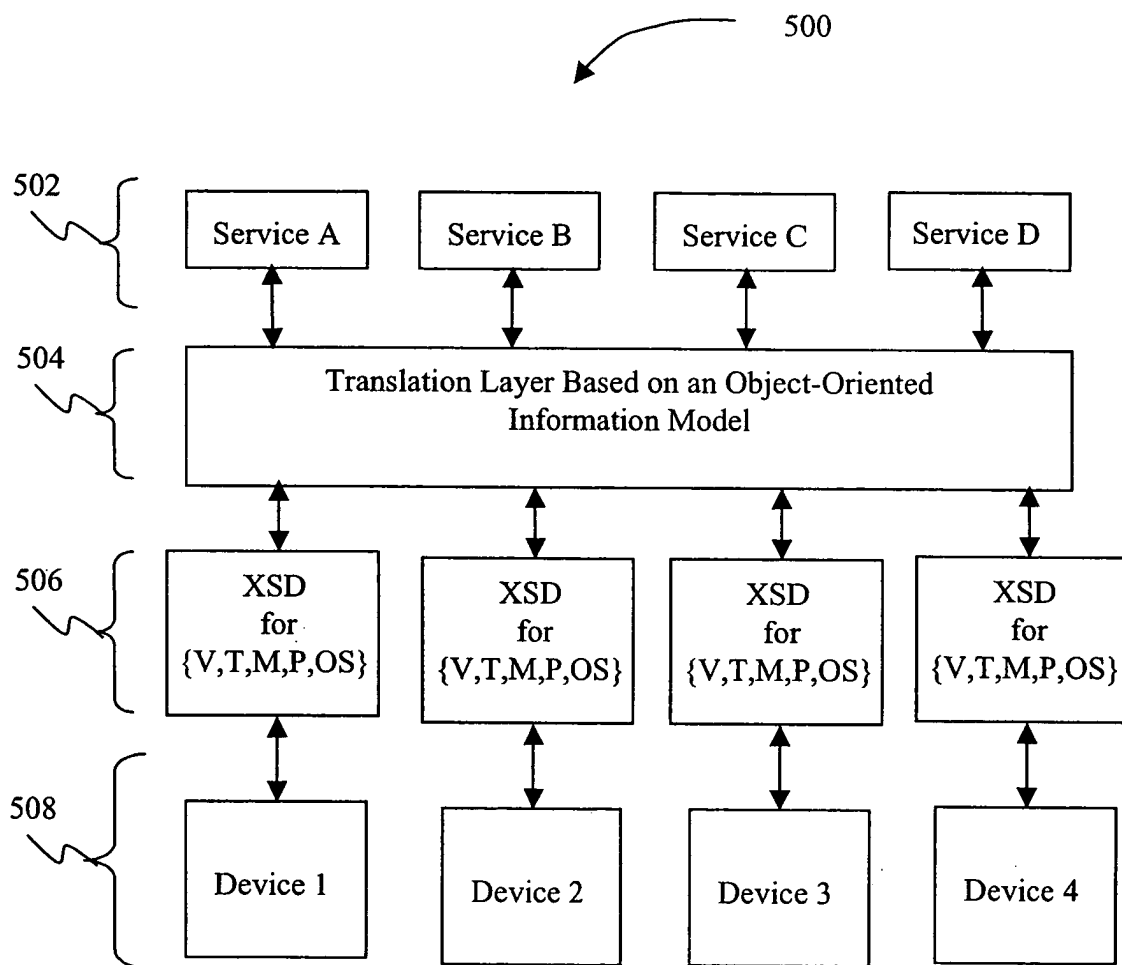 500
502
Service A
Service B
Service C
Service D
504
Translation Layer Based on an Object-Oriented
Information Model
506
XSD
for
{V,T,M,P,OS}
XSD
for
{V,T,M,P,OS}
XSD
for
{V,T,M,P,OS}
XSD
for
{V,T,M,P,OS}
508
Device 1
Device 2
Device 3
Device 4